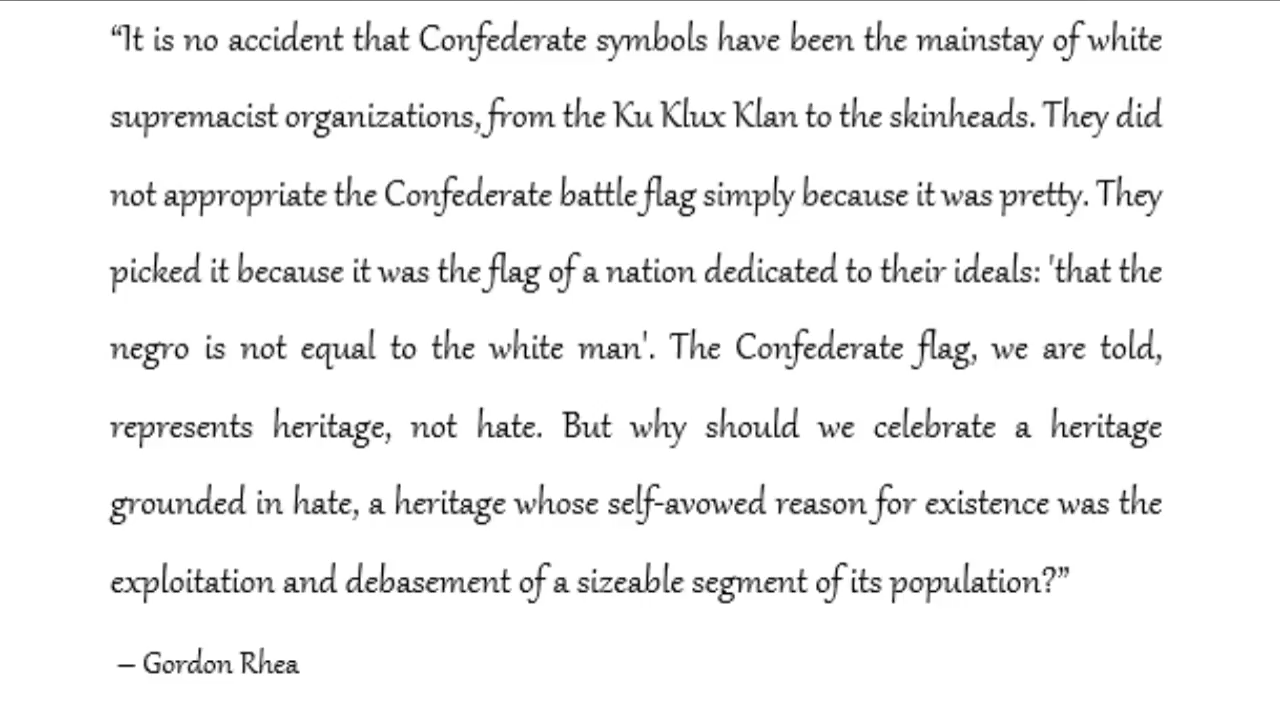 “It is no accident that Confederate symbols have been the mainstay of white
supremacist organizations, from the Ku Klux Klan to the skinheads. They did
not appropriate the Confederate battle flag simply because it was pretty. They
picked it because it was the flag of a nation dedicated to their ideals: 'that the
negro is not equal to the white man'. The Confederate flag, we are told,
represents heritage, not hate. But why should we celebrate a heritage
grounded in hate, a heritage whose self-avowed reason for existence was the
exploitation and debasement of a sizeable segment of its population?”
– Gordon Rhea